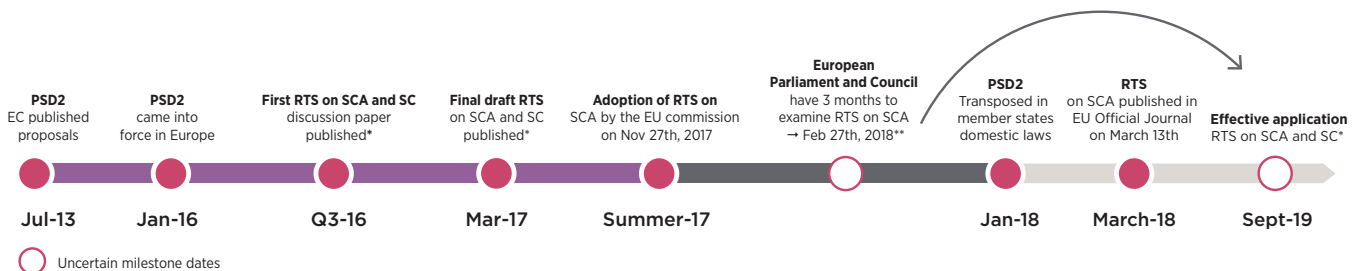 PSD2
EC published
proposals
PSD2
came into
force in Europe
First RTS on SCA and SC
discussion paper
published*
Final draft RTS
on SCA and SC
published*
Adoption of RTS on
SCA by the EU commission
on Nov 27th, 2017
European
Parliament and Council
have 3 months to
examine RTS on SCA
→ Feb 27th, 2018**
PSD2
Transposed in
member states
domestic laws
RTS
on SCA published in
EU Official Journal
on March 13th
Effective application
RTS on SCA and SC*
Jul-13
Jan-16
Q3-16
Mar-17
Summer-17
Jan-18
March-18
Sept-19
Uncertain milestone dates